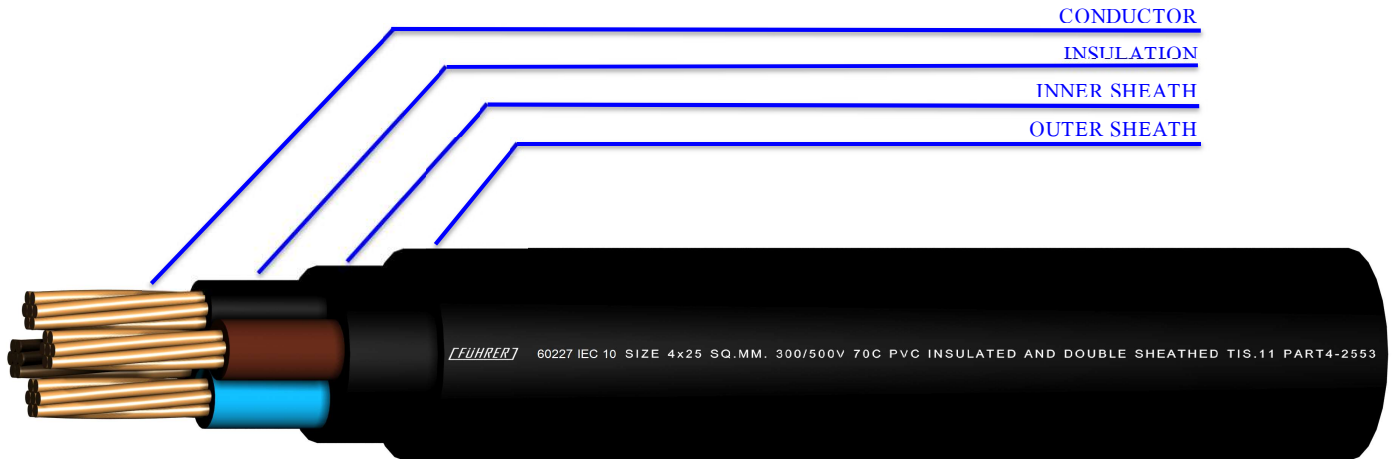 CONDUCTOR
INSULATION
INNER SHEATH
OUTER SHEATH
FUHRER 60227 IEC 10 SIZE 4x25 SQ.MM. 300/500V 70C PVC INSULATED AND DOUBLE SHEATHED TIS.11 PART4-2553